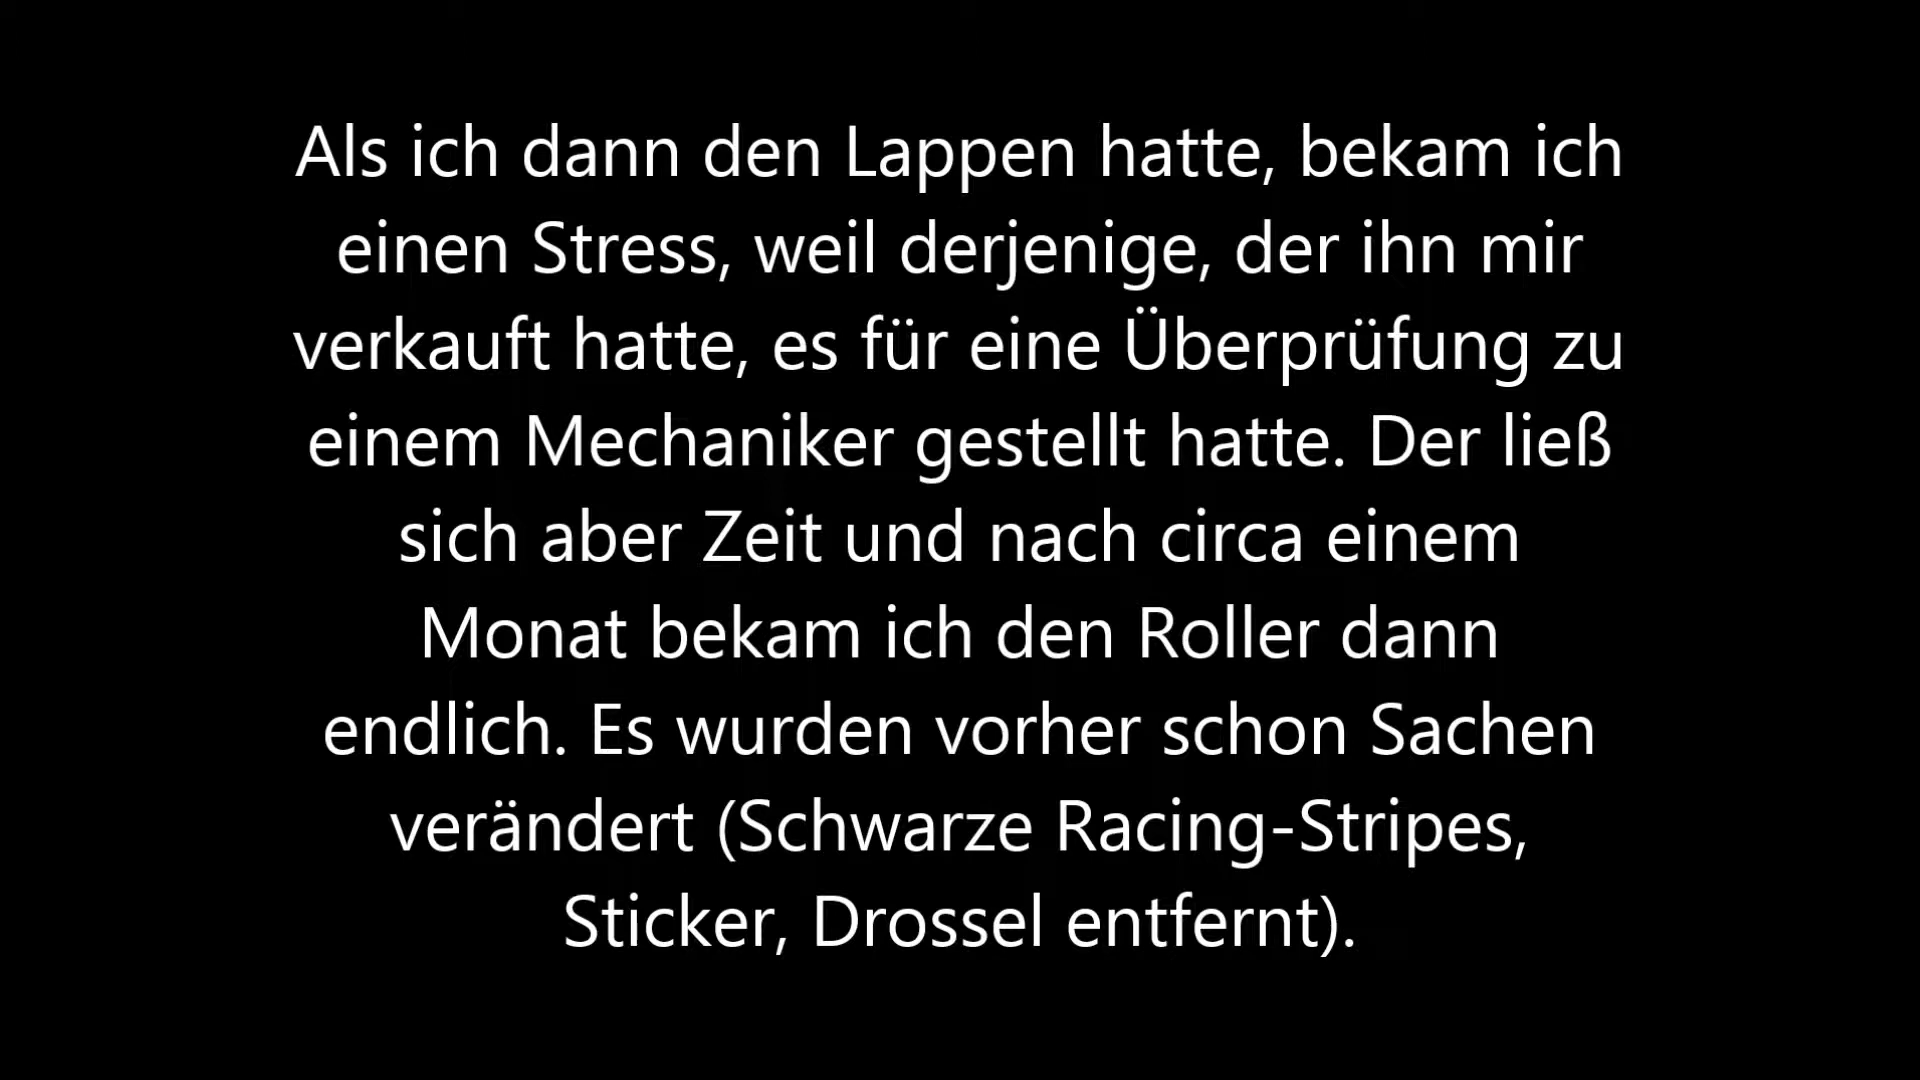 Als ich dann den Lappen hatte, bekam ich
einen Stress, weil derjenige, der ihn mir
verkauft hatte, es für eine Überprüfung zu
einem Mechaniker gestellt hatte. Der ließ
sich aber Zeit und nach circa einem
Monat bekam ich den Roller dann
endlich. Es wurden vorher schon Sachen
verändert (Schwarze Racing-Stripes,
Sticker, Drossel entfernt).